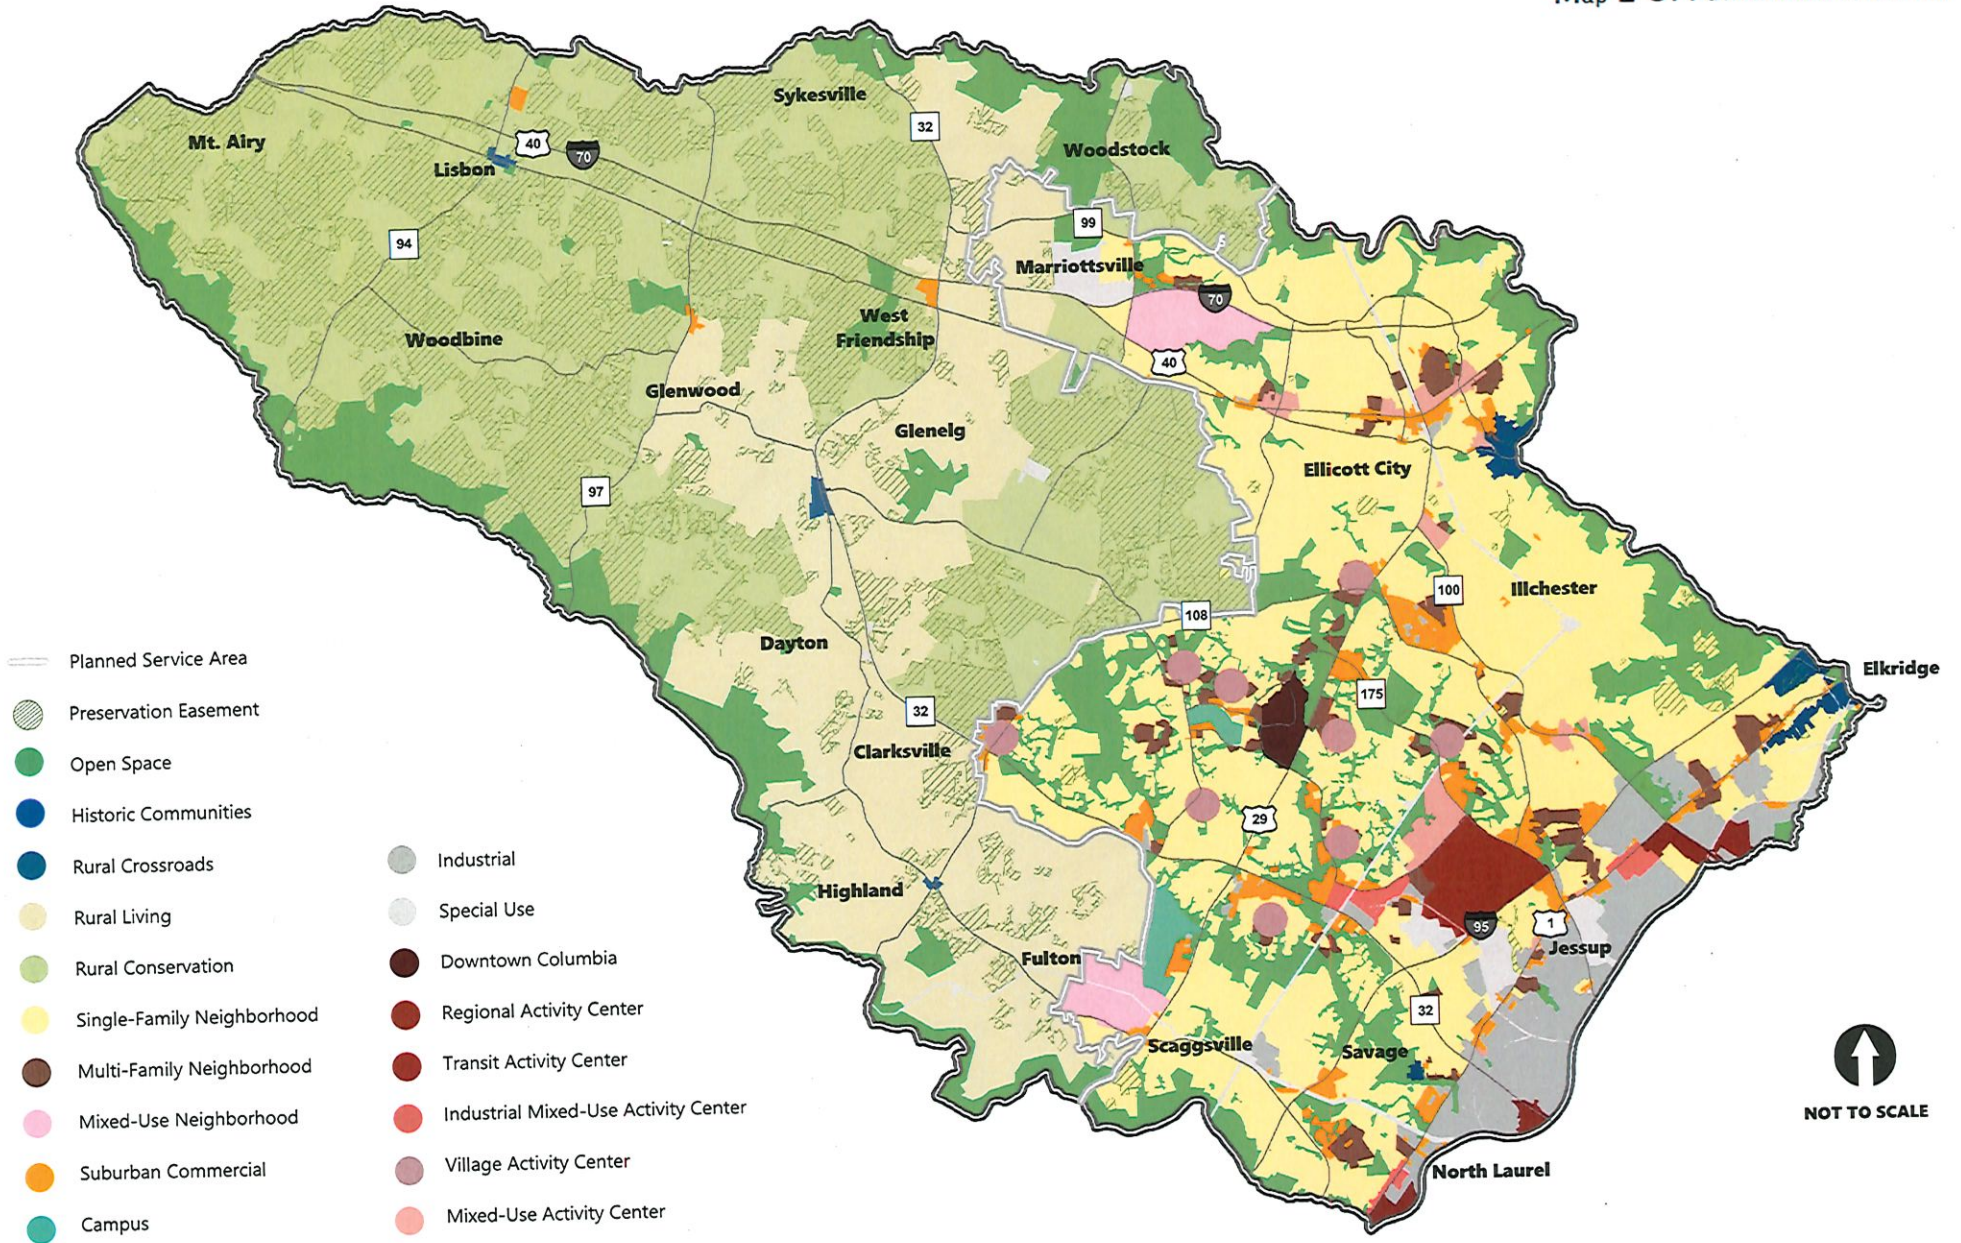 Map
Sykesville
32
Mt. Airy
40
70
Lisbon
Woodstock
99
94
Marriottsville
70
West
Friendship
Woodbine
40
Glenwood
Glenelg
Ellicott City
97
100
Illchester
108
Dayton
Elkridge
175
32
Clarksville
29
Highland
95
1
Jessup
Fulton
32
Scaggsville
Savage
North Laurel
NOT TO SCALE
Planned Service Area
Preservation Easement
Open Space
Historic Communities
Rural Crossroads
Rural Living
Rural Conservation
Single-Family Neighborhood
Multi-Family Neighborhood
Mixed-Use Neighborhood
Suburban Commercial
Campus
Industrial
Special Use
Downtown Columbia
Regional Activity Center
Transit Activity Center
Industrial Mixed-Use Activity Center
Village Activity Center
Mixed-Use Activity Center